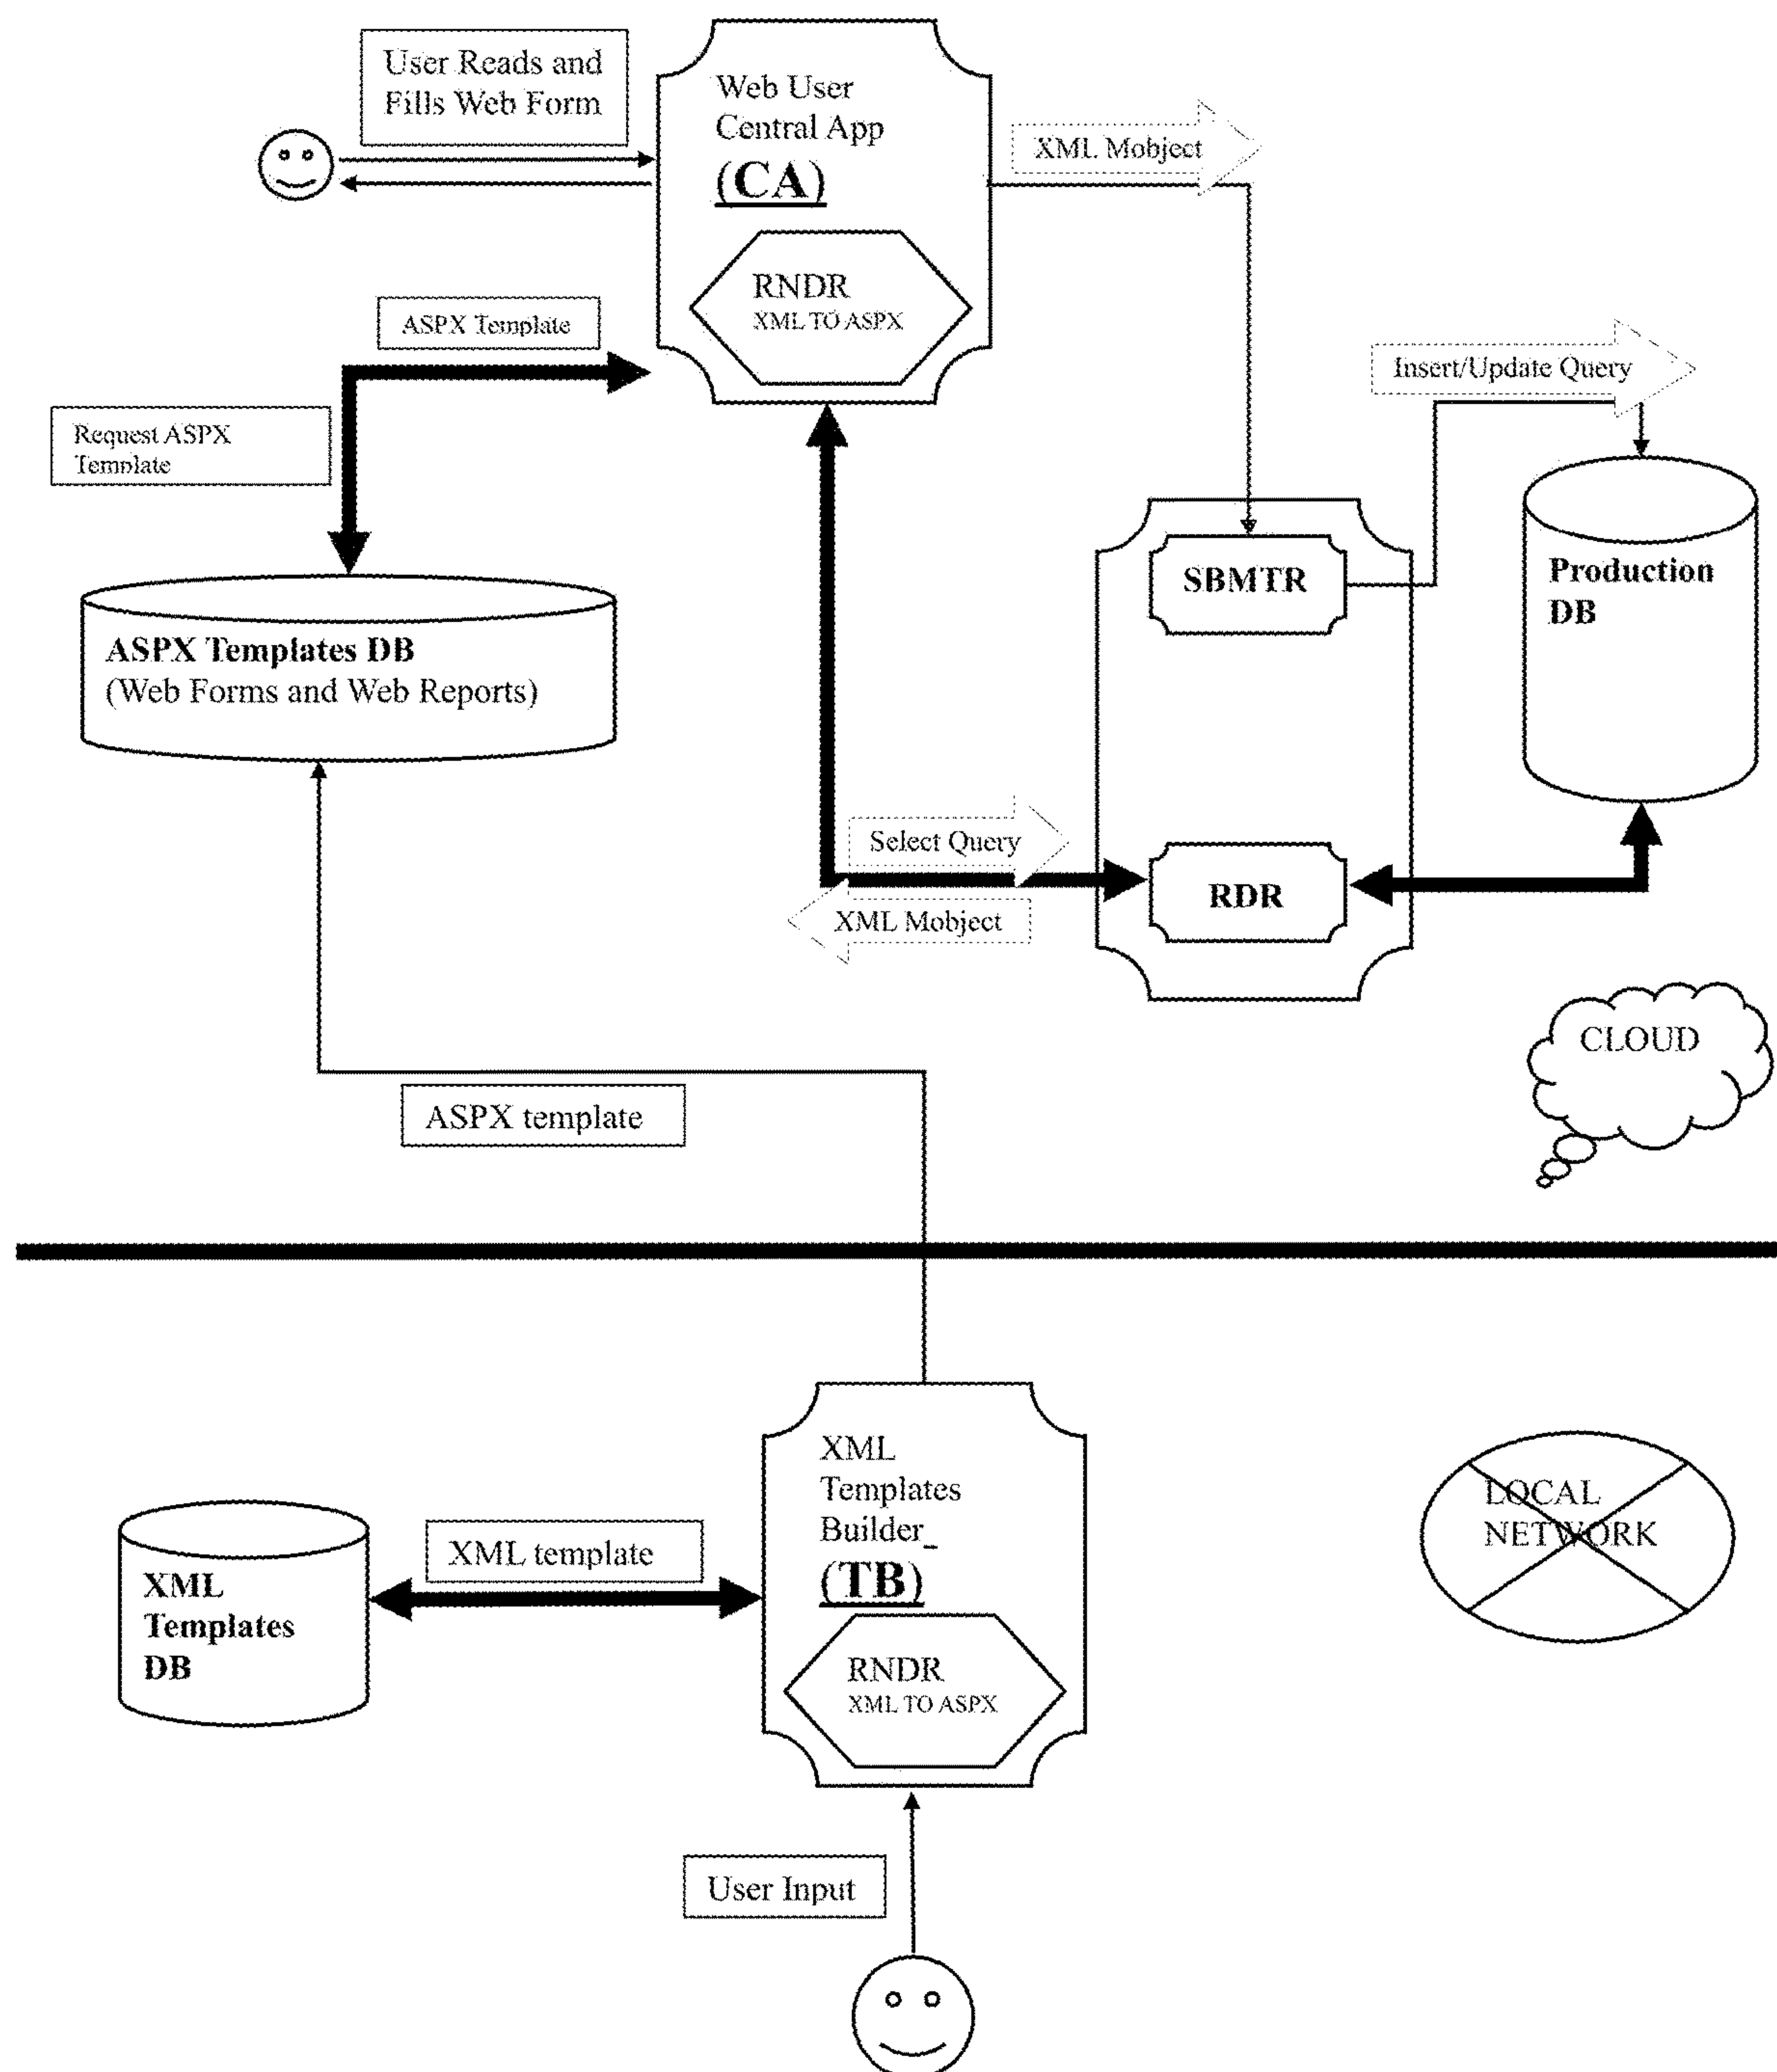 User Reads and
Fills Web Form
Web User
Central App
(CA)
XML Mobject
RNDR
XML TO ASPX
ASPX Template
Insert/Update Query
Request ASPX
Template
SBMTR
Production
DB
ASPX Templates DB
(Web Forms and Web Reports)
Select Query
RDR
XML Mobject
CLOUD
ASPX template
XML
Templates
Builder_
(TB)
LOCAL
NETWORK
XML template
XML
Templates
DB
RNDR
XML TO ASPX
User Input